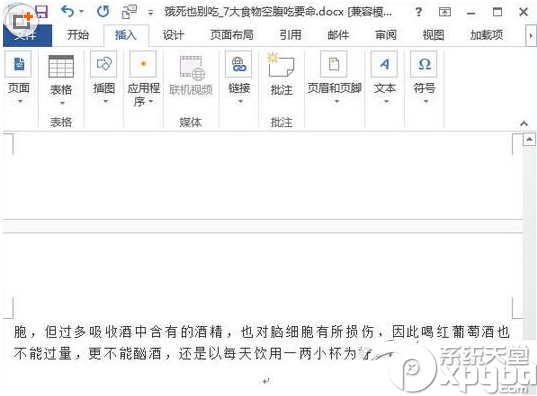 饿死也别吃_7大食物空腹吃要命.docx [兼容模...
文件 开始 插入 设计 页面布局 引用 邮件 审阅 视图 加载项
页面 表格 插图 应用程序 联机视频 链接 批注 页眉和页脚 文本 符号
表格 媒体 批注
胞，但过多吸收酒中含有的酒精，也对脑细胞有所损伤，因此喝红葡萄酒也
不能过量，更不能酗酒，还是以每天饮用一两小杯为
系统天堂
xpgod